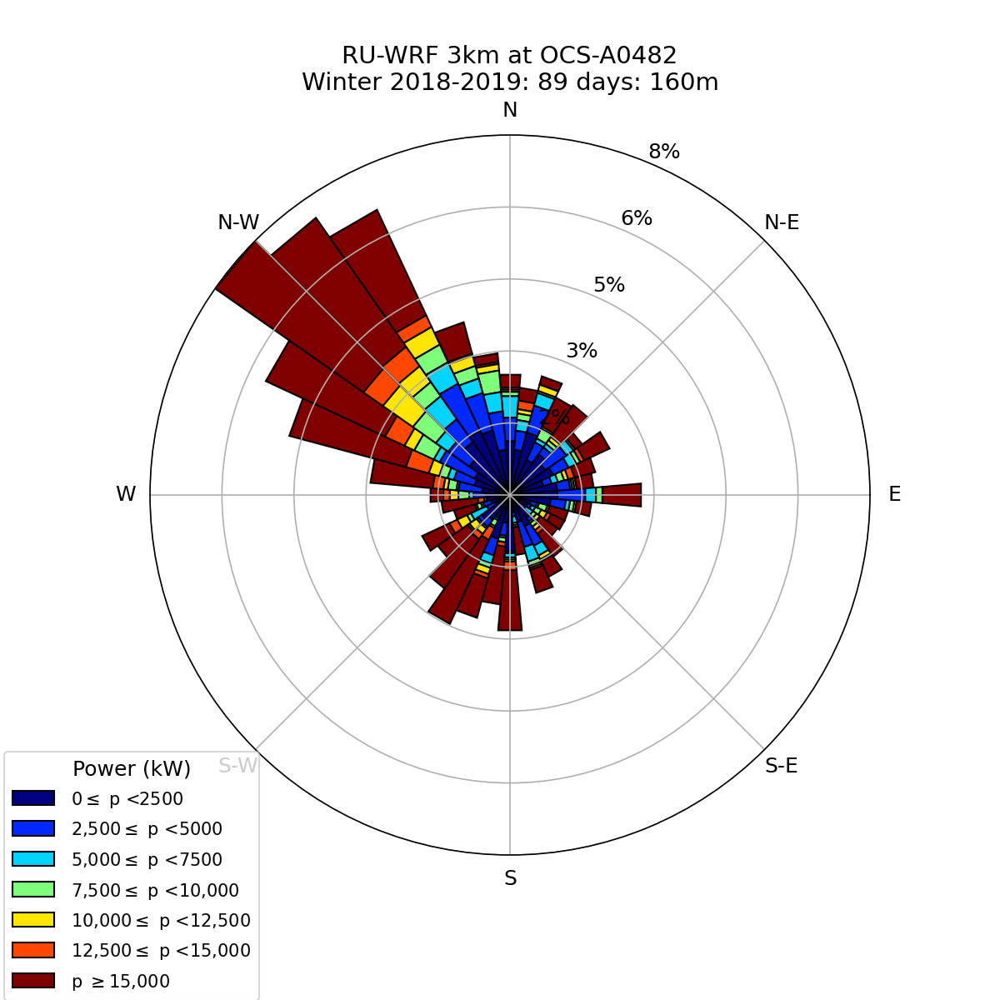 RU-WRF 3km at OCS-A0482
Winter 2018-2019: 89 days: 160m
N
8%
N-W
6%
N-E
5%
3%
2%
W
E
S-W
S-E
S
Power (kW)
0≤ p <2500
2,500≤ p <5000
5,000≤ p <7500
7,500≤ p <10,000
10,000≤ p <12,500
12,500≤ p <15,000
p ≥15,000